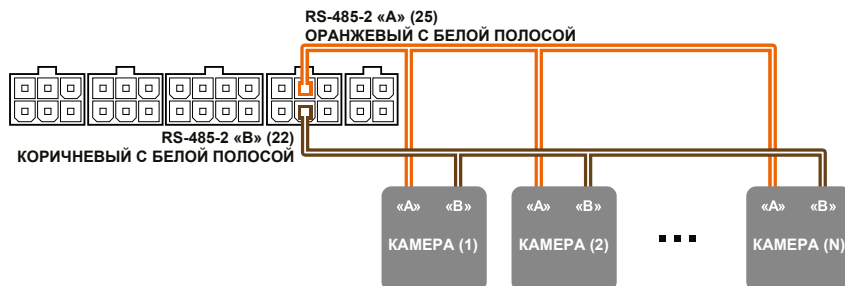 RS-485-2 «А» (25)
ОРАНЖЕВЫЙ С БЕЛОЙ ПОЛОСОЙ
RS-485-2 «В» (22)
КОРИЧНЕВЫЙ С БЕЛОЙ ПОЛОСОЙ
«А» «В» «А» «В» «А» «В»
КАМЕРА (1) КАМЕРА (2) ... КАМЕРА (N)